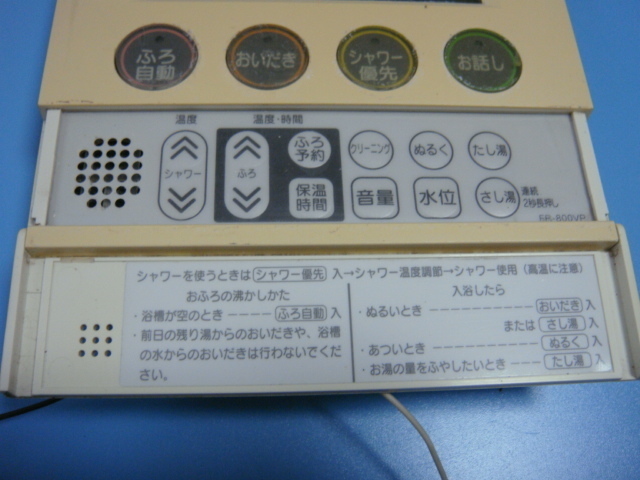 ふろ自動
おいだき
シャワー優先
お話し
温度
温度・時間
シャワー
ふろ
ふろ予約
保温時間
クリーニング
ぬるく
たし湯
音量
水位
さし湯
連続
2秒長押し
シャワーを使うときは シャワー優先 入→シャワー温度調節→シャワー使用(高温に注意)
おふろの沸かしかた
・浴槽が空のとき ---- ふろ自動 入
・前日の残り湯からのおいだきや、浴槽
の水からのおいだきは行わないでくだ
さい。
入浴したら
・ぬるいとき ---------- おいだき 入
または さし湯 入
・あついとき ---------- ぬるく 入
・お湯の量をふやしたいとき --- たし湯 入